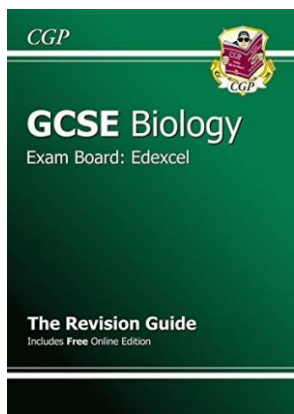 CGP
CGP
GCSE Biology
Exam Board: Edexcel
The Revision Guide
Includes Free Online Edition